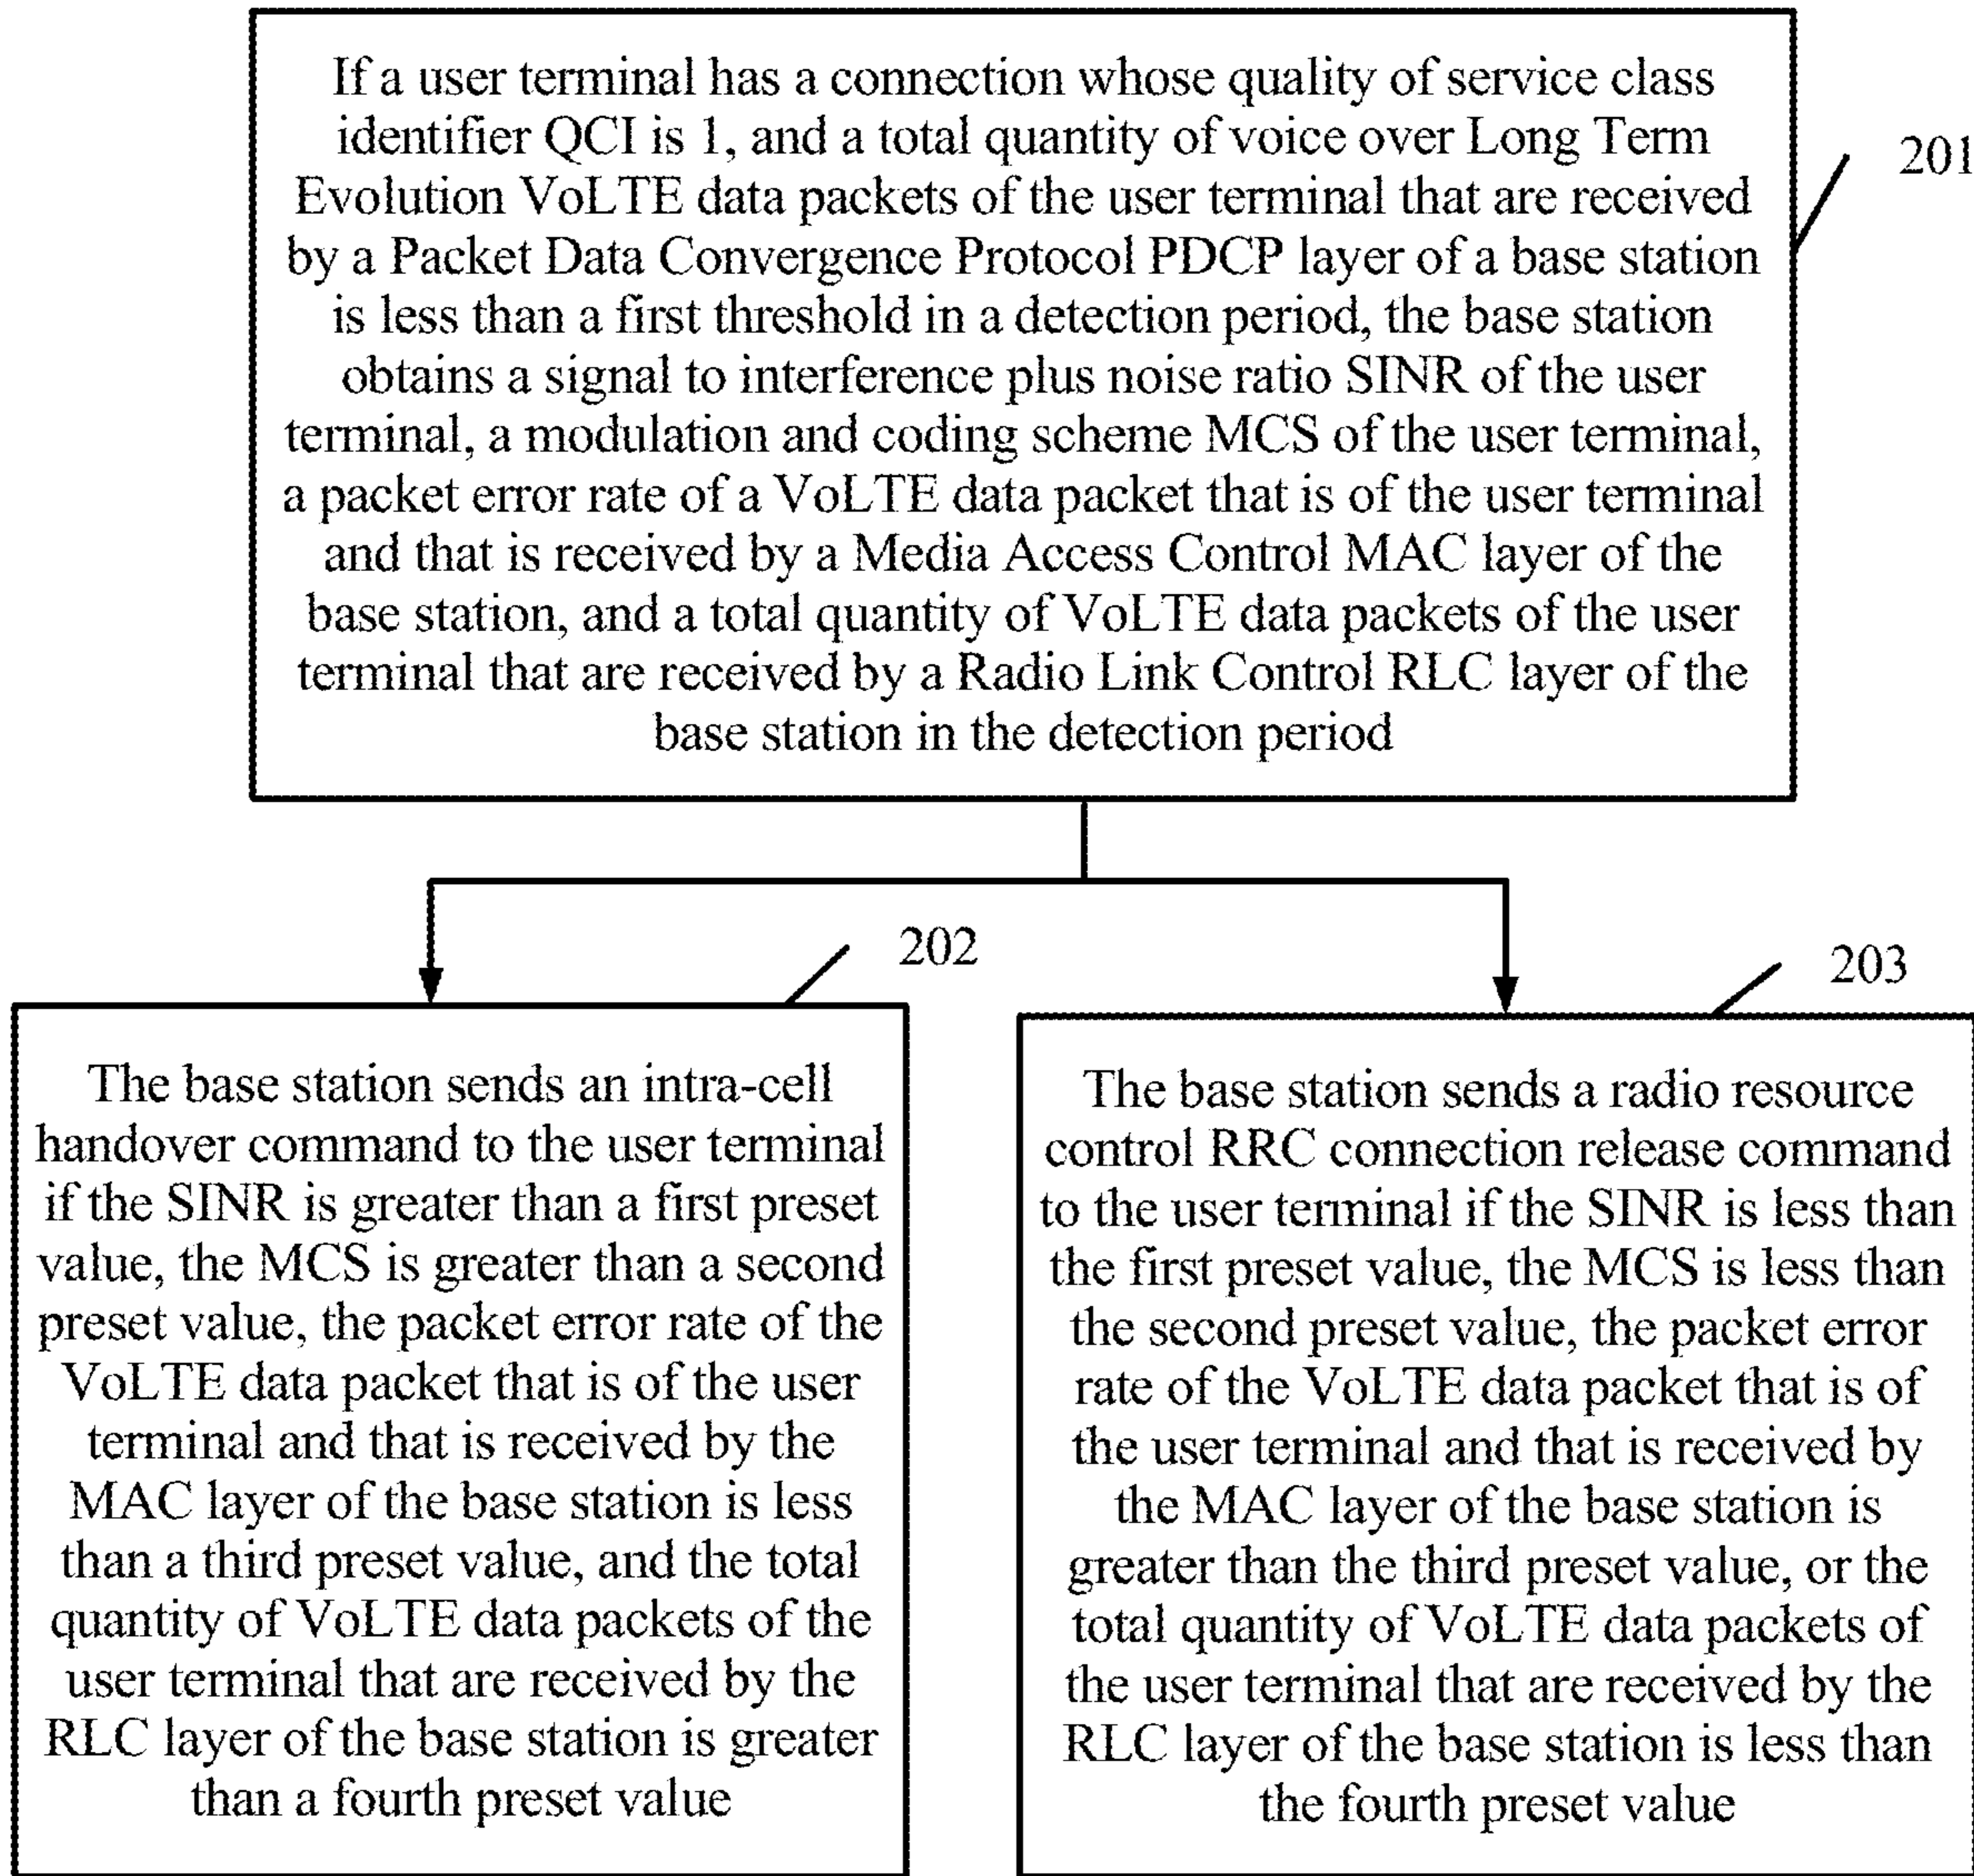 If a user terminal has a connection whose quality of service class
identifier QCI is 1, and a total quantity of voice over Long Term
Evolution VoLTE data packets of the user terminal that are received
by a Packet Data Convergence Protocol PDCP layer of a base station
is less than a first threshold in a detection period, the base station
obtains a signal to interference plus noise ratio SINR of the user
terminal, a modulation and coding scheme MCS of the user terminal,
a packet error rate of a VoLTE data packet that is of the user terminal
and that is received by a Media Access Control MAC layer of the
base station, and a total quantity of VoLTE data packets of the user
terminal that are received by a Radio Link Control RLC layer of the
base station in the detection period
201
202
The base station sends an intra-cell
handover command to the user terminal
if the SINR is greater than a first preset
value, the MCS is greater than a second
preset value, the packet error rate of the
VoLTE data packet that is of the user
terminal and that is received by the
MAC layer of the base station is less
than a third preset value, and the total
quantity of VoLTE data packets of the
user terminal that are received by the
RLC layer of the base station is greater
than a fourth preset value
203
The base station sends a radio resource
control RRC connection release command
to the user terminal if the SINR is less than
the first preset value, the MCS is less than
the second preset value, the packet error
rate of the VoLTE data packet that is of
the user terminal and that is received by
the MAC layer of the base station is
greater than the third preset value, or the
total quantity of VoLTE data packets of
the user terminal that are received by the
RLC layer of the base station is less than
the fourth preset value